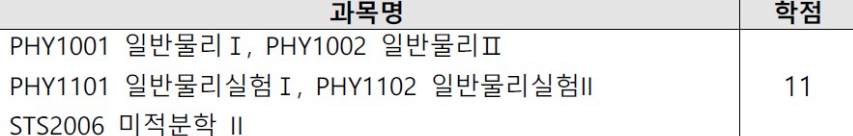 과목명 학점
PHY1001 일반물리Ⅰ, PHY1002 일반물리Ⅱ
PHY1101 일반물리실험Ⅰ, PHY1102 일반물리실험II 11
STS2006 미적분학 II